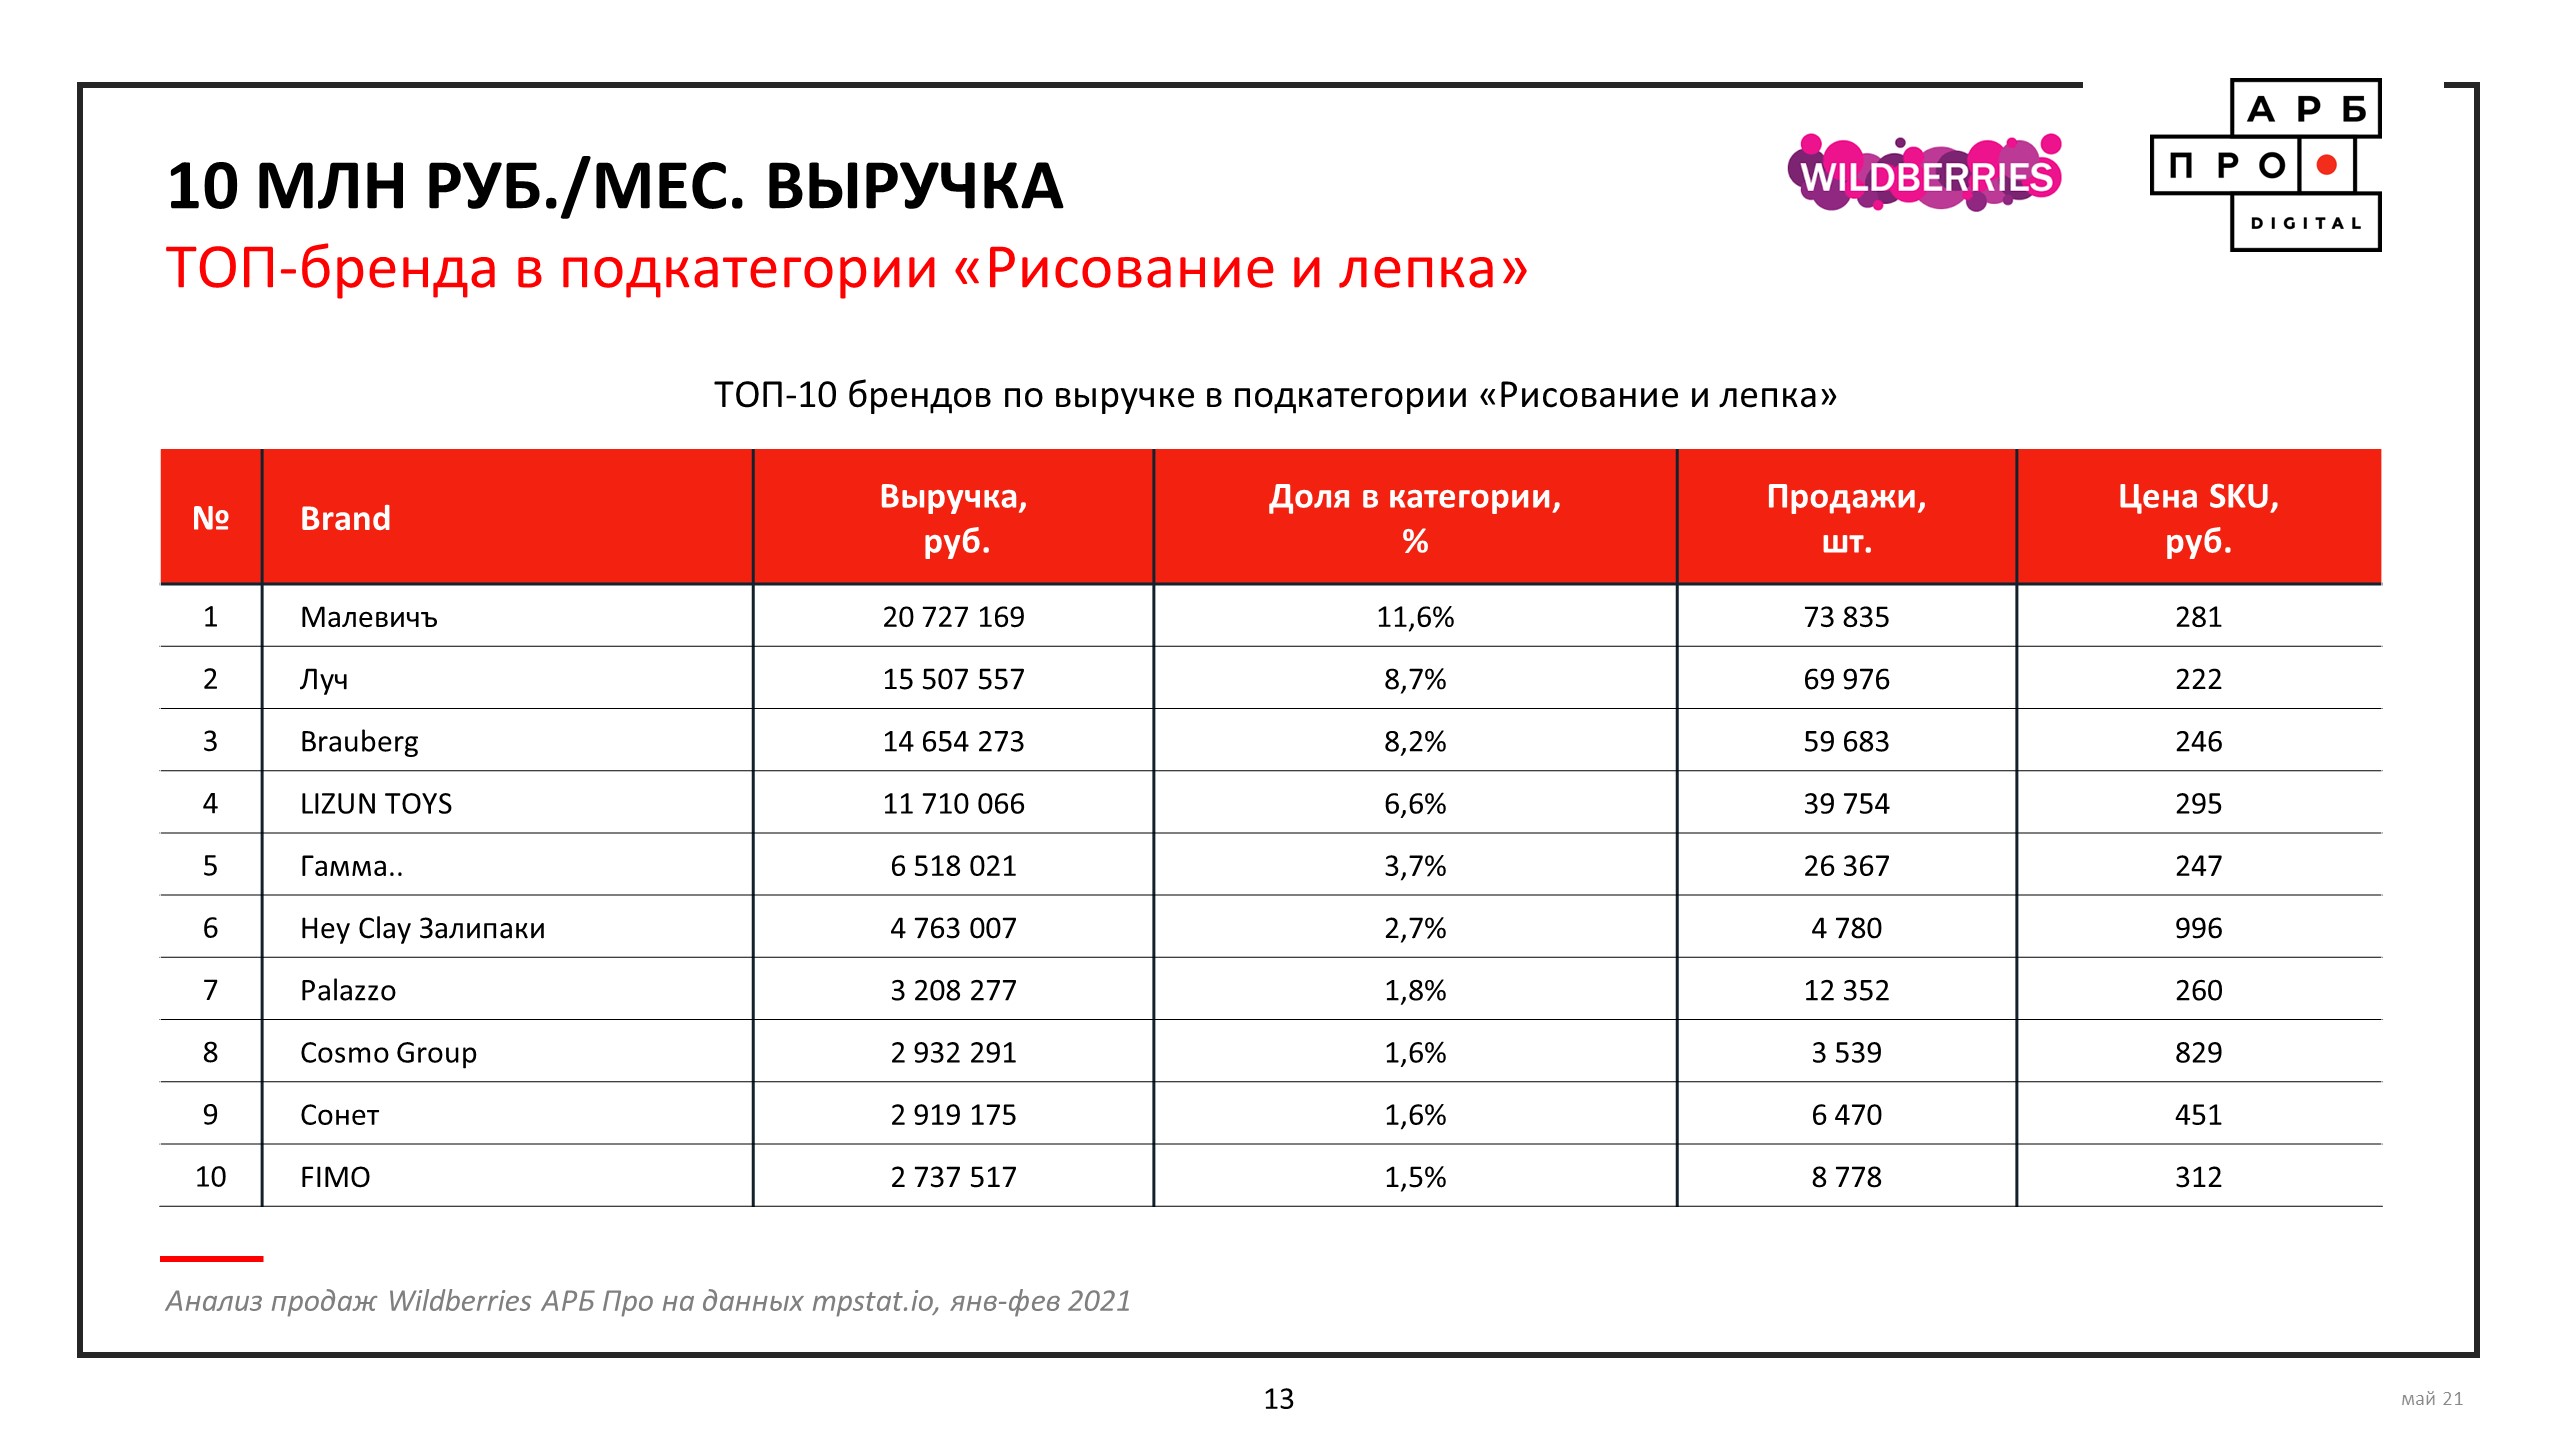 10 МЛН РУБ./МЕС. ВЫРУЧКА
ТОП-бренда в подкатегории «Рисование и лепка»
WILDBERRIES
АРБ
ПРО
DIGITAL
ТОП-10 брендов по выручке в подкатегории «Рисование и лепка»
№ Brand Выручка, руб. Доля в категории, % Продажи, шт. Цена SKU, руб.
1 Малевичъ 20 727 169 11,6% 73 835 281
2 Луч 15 507 557 8,7% 69 976 222
3 Brauberg 14 654 273 8,2% 59 683 246
4 LIZUN TOYS 11 710 066 6,6% 39 754 295
5 Гамма.. 6 518 021 3,7% 26 367 247
6 Hey Clay Залипаки 4 763 007 2,7% 4 780 996
7 Palazzo 3 208 277 1,8% 12 352 260
8 Cosmo Group 2 932 291 1,6% 3 539 829
9 Сонет 2 919 175 1,6% 6 470 451
10 FIMO 2 737 517 1,5% 8 778 312
Анализ продаж Wildberries АРБ Про на данных mpstat.io, янв-фев 2021
13
май 21